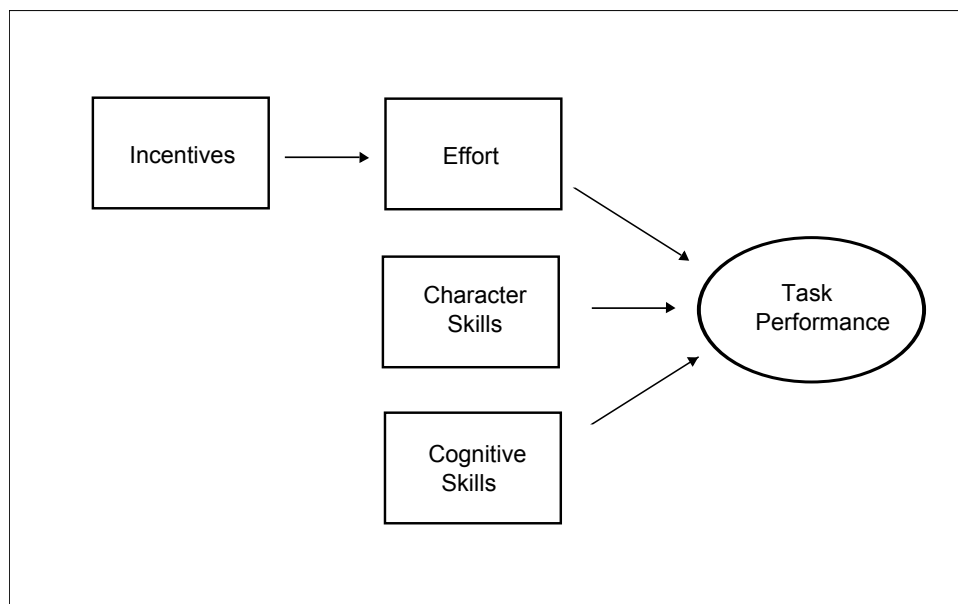 Incentives
Effort
Character
Skills
Task
Performance
Cognitive
Skills